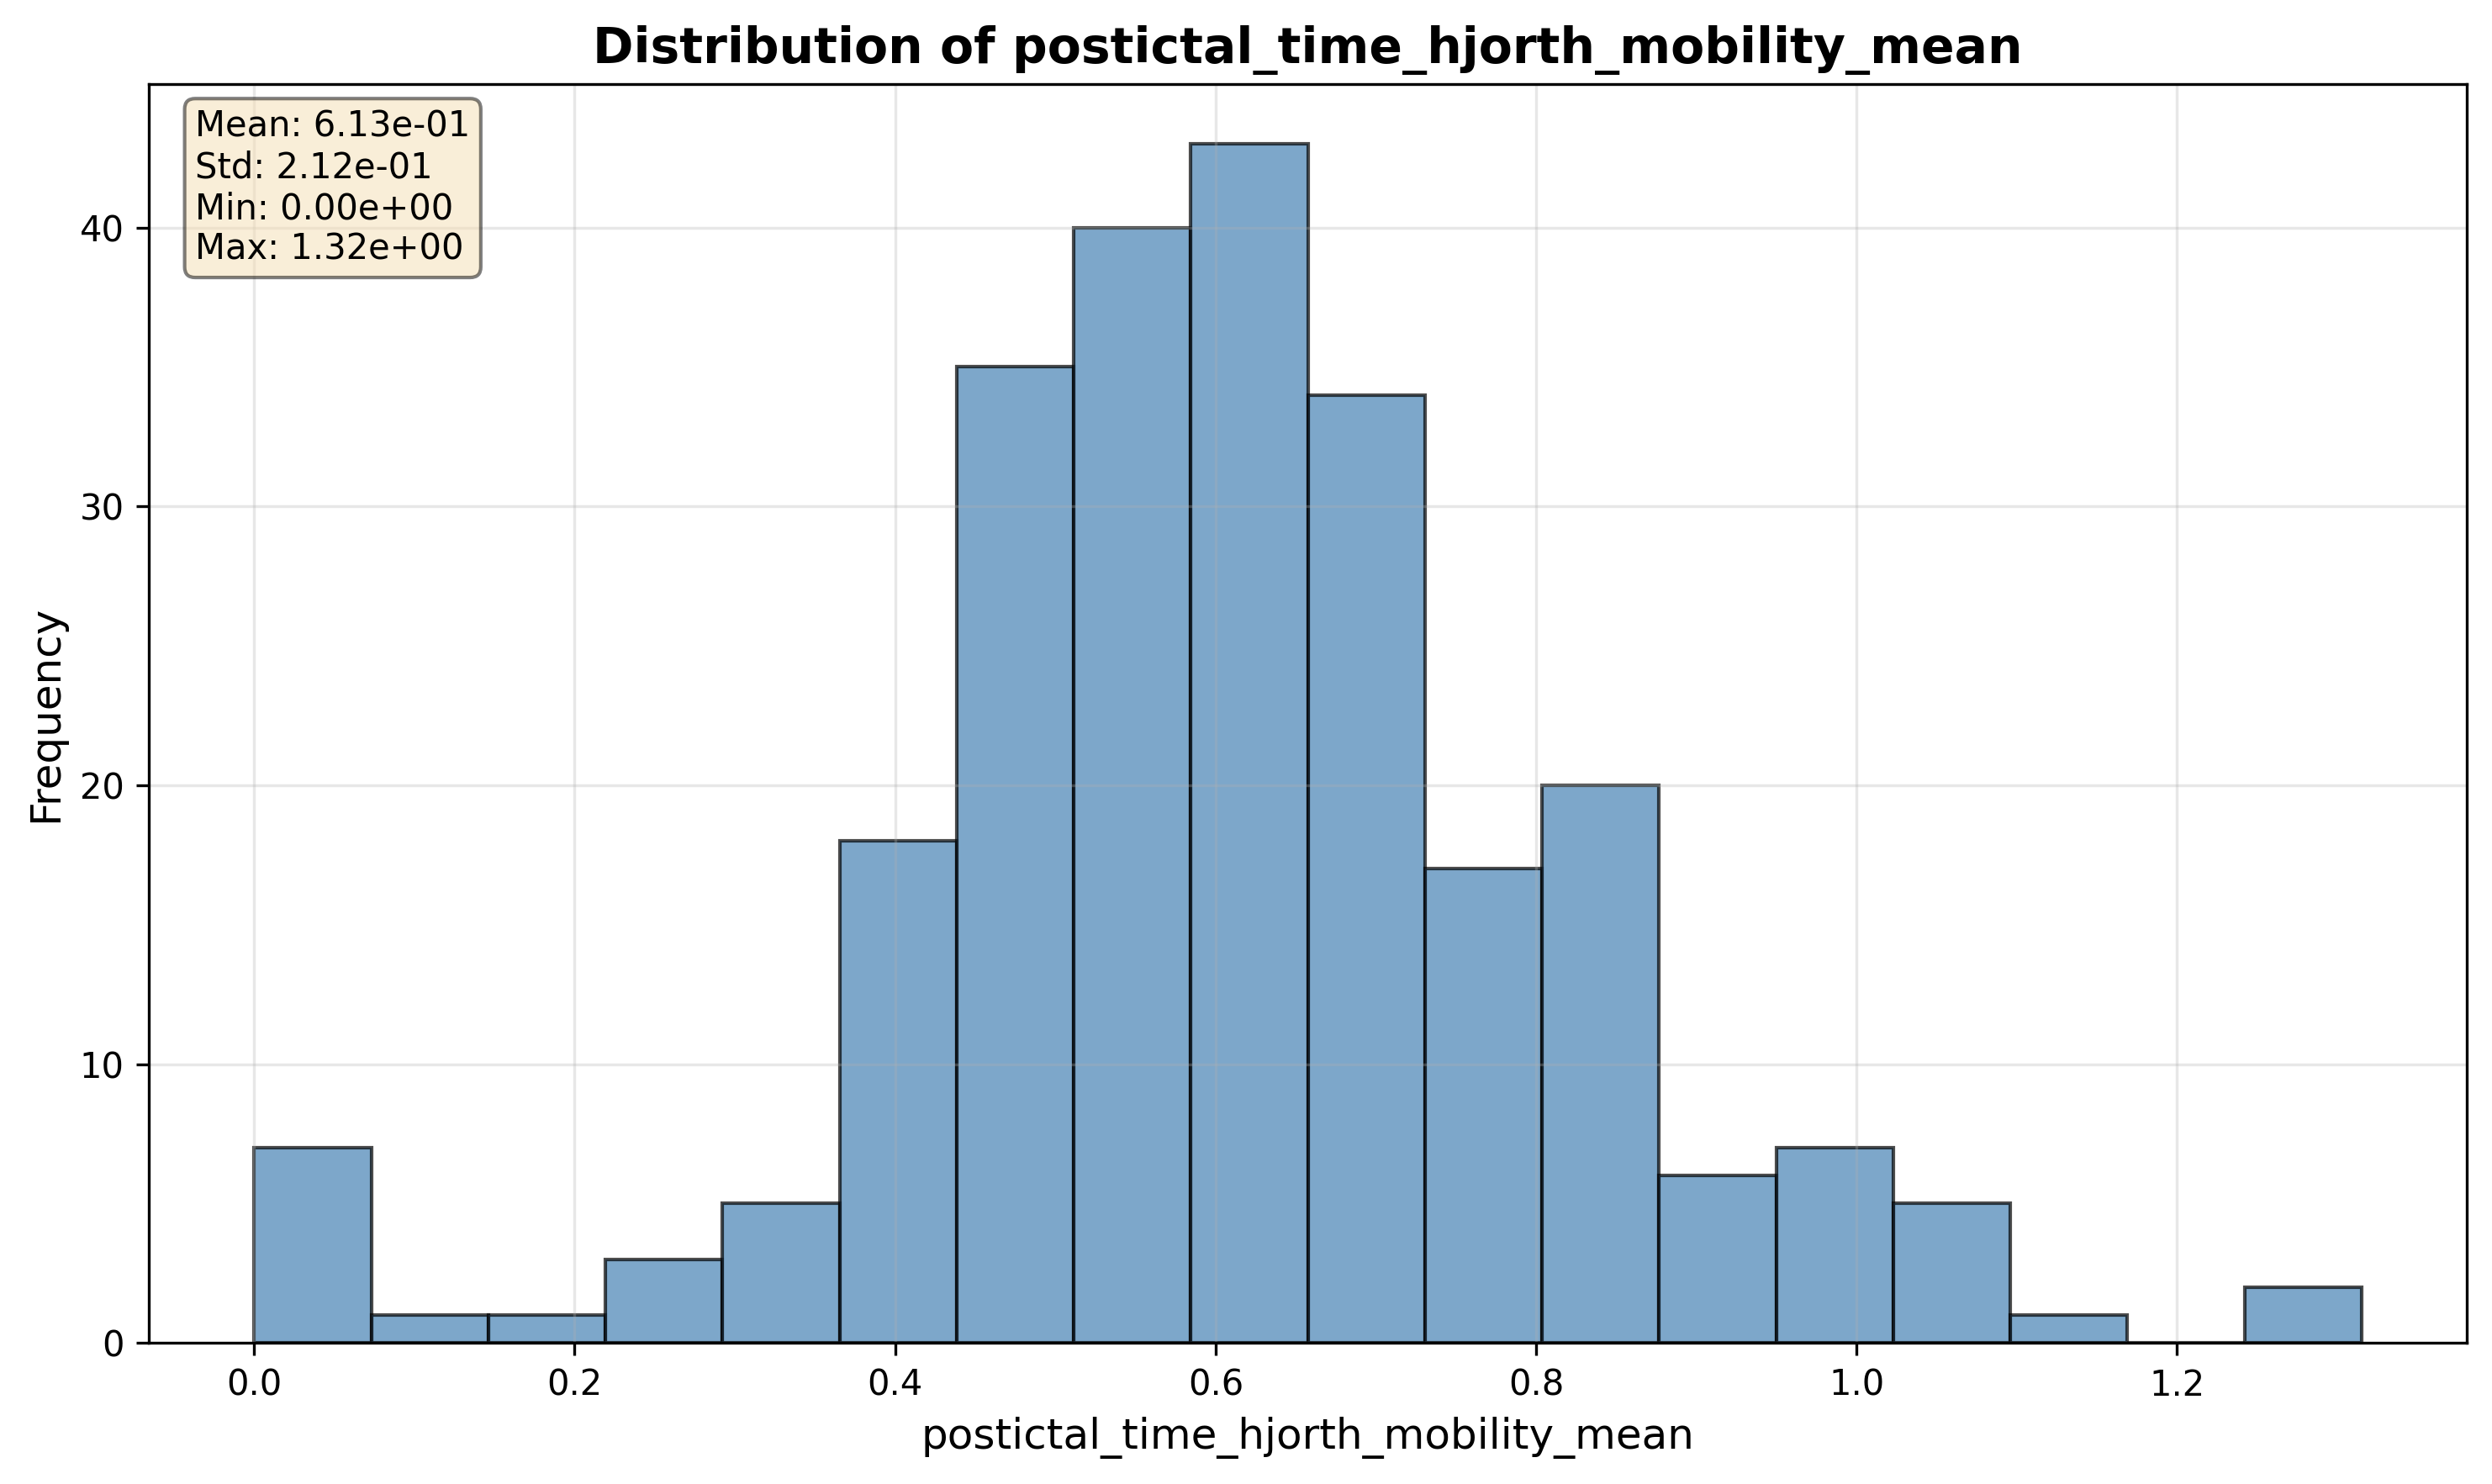 Distribution of postictal_time_hjorth_mobility_mean
Mean: 6.13e-01
Std: 2.12e-01
Min: 0.00e+00
Max: 1.32e+00
Frequency
40
30
20
10
0
0.0 0.2 0.4 0.6 0.8 1.0 1.2
postictal_time_hjorth_mobility_mean